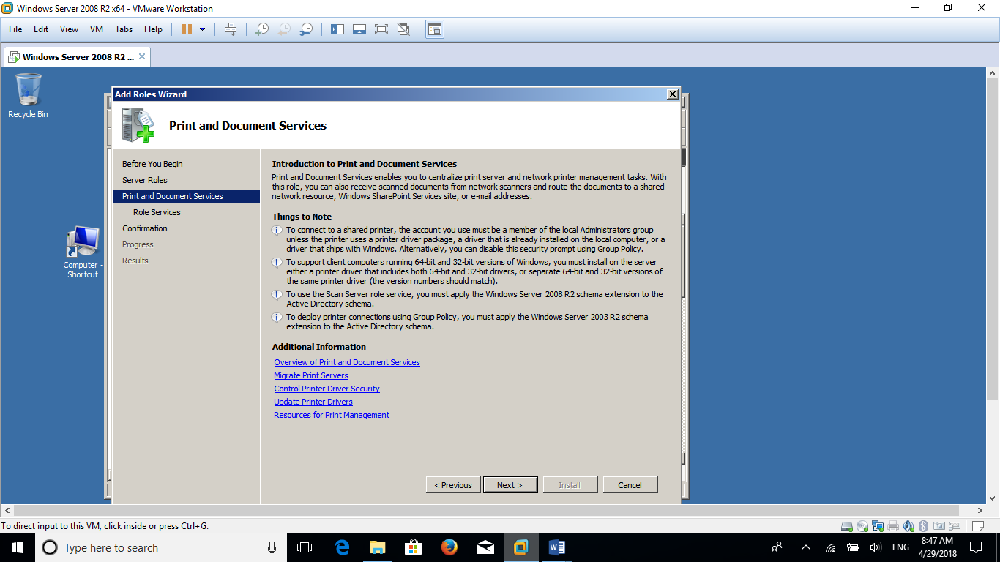 Windows Server 2008 R2 x64 - VMware Workstation
File Edit View VM Tabs Help
Windows Server 2008 R2 ...
Recycle Bin
Computer -
Shortcut
Add Roles Wizard
Print and Document Services
Before You Begin
Server Roles
Print and Document Services
Role Services
Confirmation
Progress
Results
Introduction to Print and Document Services
Print and Document Services enables you to centralize print server and network printer management tasks. With
this role, you can also receive scanned documents from network scanners and route the documents to a shared
network resource, Windows SharePoint Services site, or e-mail addresses.
Things to Note
To connect to a shared printer, the account you use must be a member of the local Administrators group
unless the printer uses a printer driver package, a driver that is already installed on the local computer, or a
driver that ships with Windows. Alternatively, you can disable this security prompt using Group Policy.
To support client computers running 64-bit and 32-bit versions of Windows, you must install on the server
either a printer driver that includes both 64-bit and 32-bit drivers, or separate 64-bit and 32-bit versions of
the same printer driver (the version numbers should match).
To use the Scan Server role service, you must apply the Windows Server 2008 R2 schema extension to the
Active Directory schema.
To deploy printer connections using Group Policy, you must apply the Windows Server 2003 R2 schema
extension to the Active Directory schema.
Additional Information
Overview of Print and Document Services
Migrate Print Servers
Control Printer Driver Security
Update Printer Drivers
Resources for Print Management
< Previous Next > Install Cancel
To direct input to this VM, click inside or press Ctrl+G.
Type here to search
ENG
8:47 AM
4/29/2018